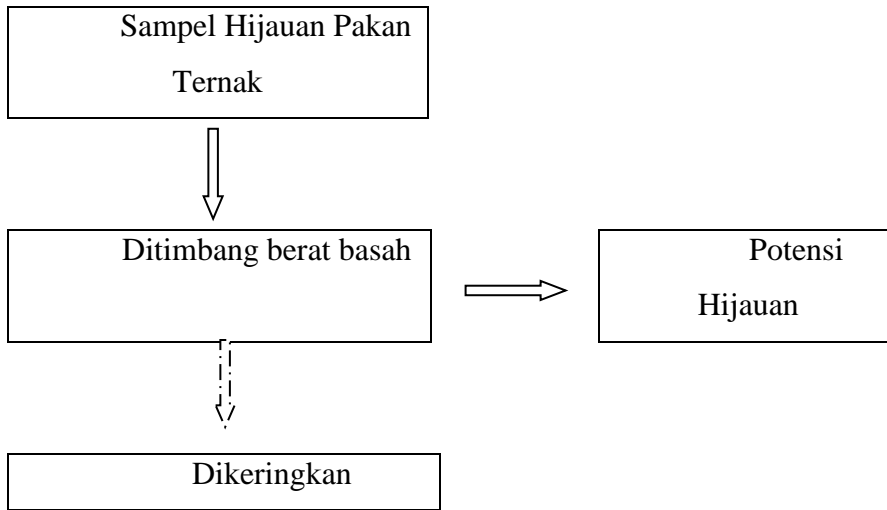 Sampel Hijauan Pakan
Ternak
Ditimbang berat basah
Potensi
Hijauan
Dikeringkan